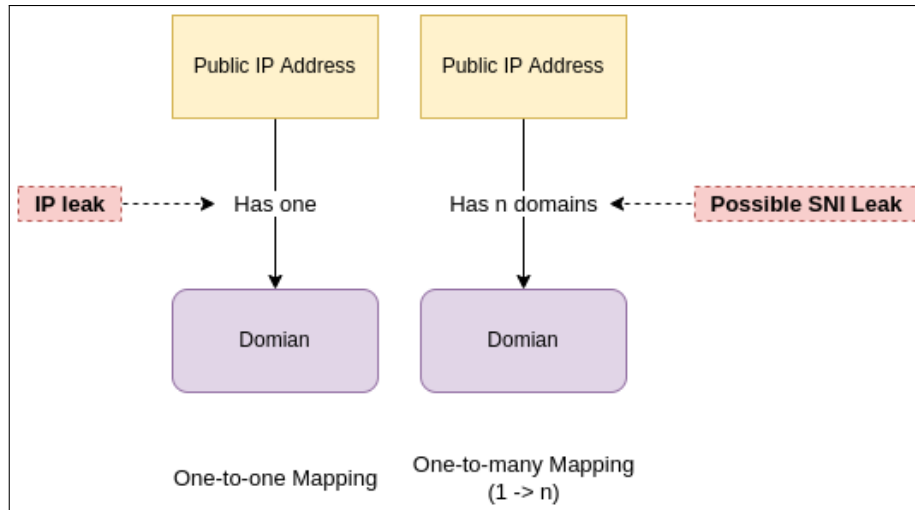 Public IP Address
Public IP Address
IP leak
Has one
Has n domains
Possible SNI Leak
Domian
Domian
One-to-one Mapping
One-to-many Mapping
(1 -> n)